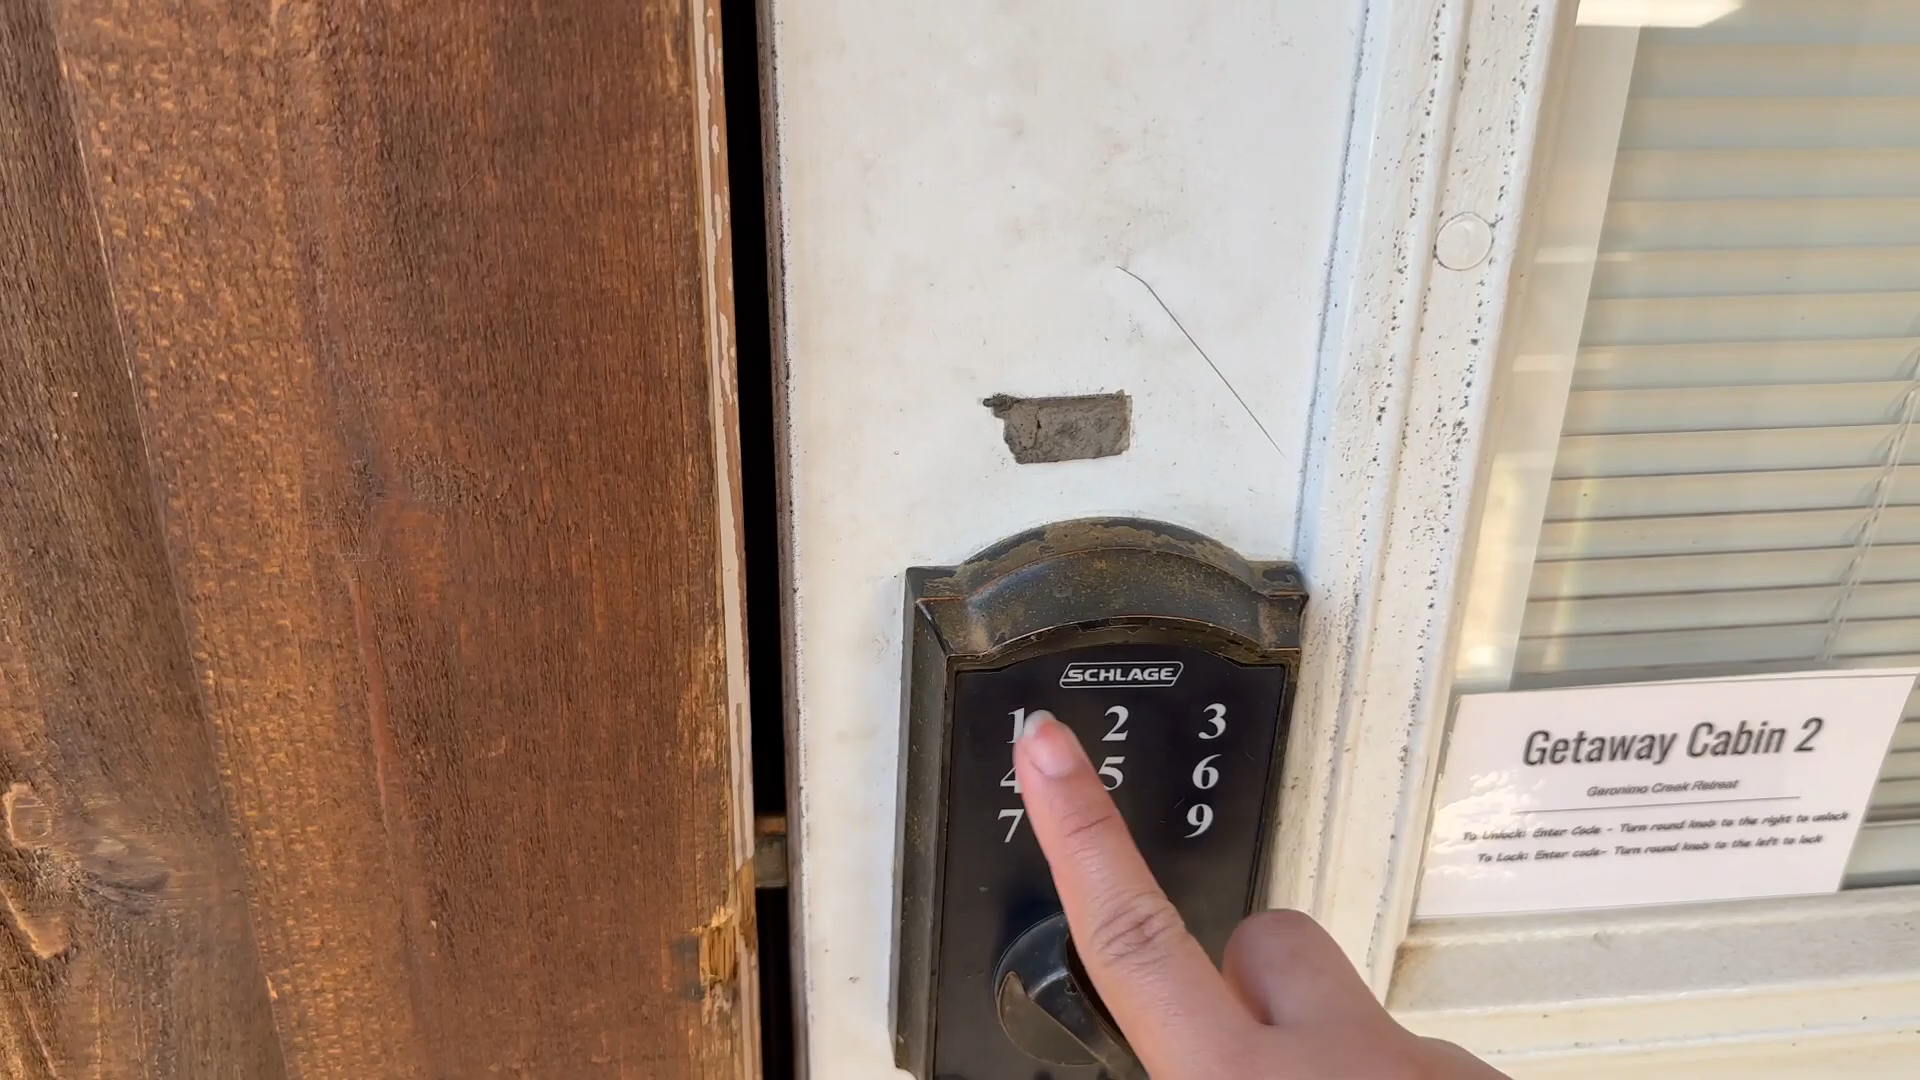 SCHLAGE
1 2 3
4 5 6
7 9
Getaway Cabin 2
Geronimo Creek Retreat
To Unlock: Enter Code - Turn round knob to the right to unlock
To Lock: Enter code- Turn round knob to the left to lock